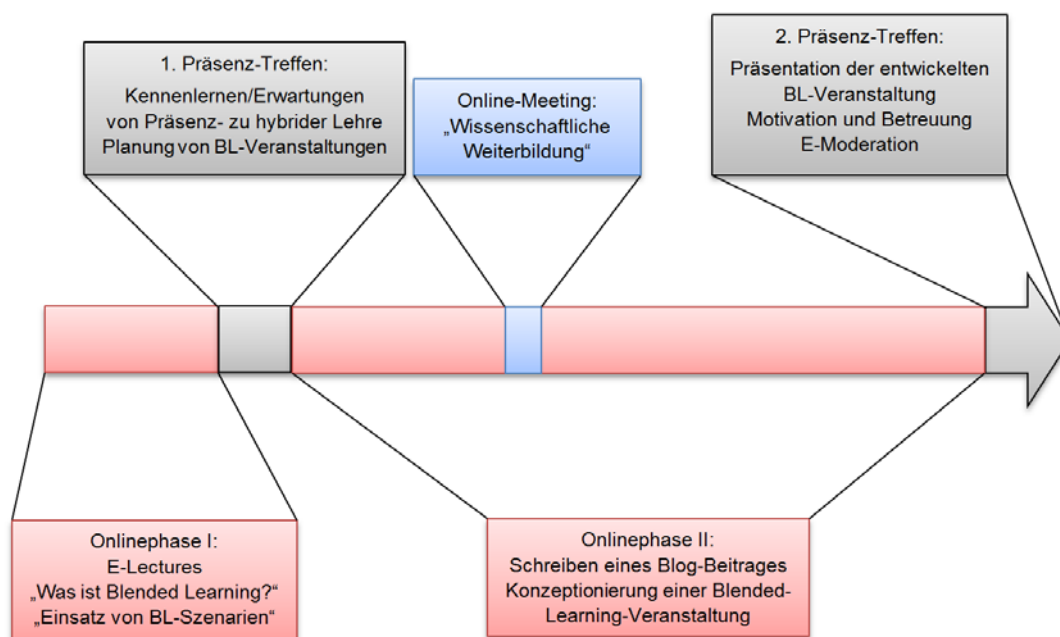 1. Präsenz-Treffen:
Kennenlernen/Erwartungen
von Präsenz- zu hybrider Lehre
Planung von BL-Veranstaltungen
Online-Meeting:
„Wissenschaftliche
Weiterbildung“
2. Präsenz-Treffen:
Präsentation der entwickelten
BL-Veranstaltung
Motivation und Betreuung
E-Moderation
Onlinephase I:
E-Lectures
„Was ist Blended Learning?“
„Einsatz von BL-Szenarien“
Onlinephase II:
Schreiben eines Blog-Beitrages
Konzeptionierung einer Blended-
Learning-Veranstaltung